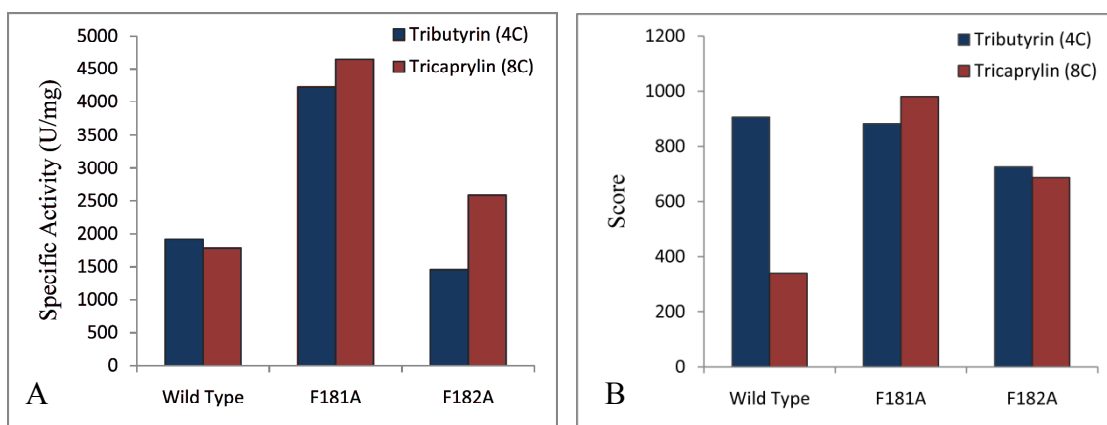 Tributyrin (4C)
Tricaprylin (8C)
Specific Activity (U/mg)
5000
4500
4000
3500
3000
2500
2000
1500
1000
500
0
Wild Type F181A F182A
A
Tributyrin (4C)
Tricaprylin (8C)
Score
1200
1000
800
600
400
200
0
Wild Type F181A F182A
B